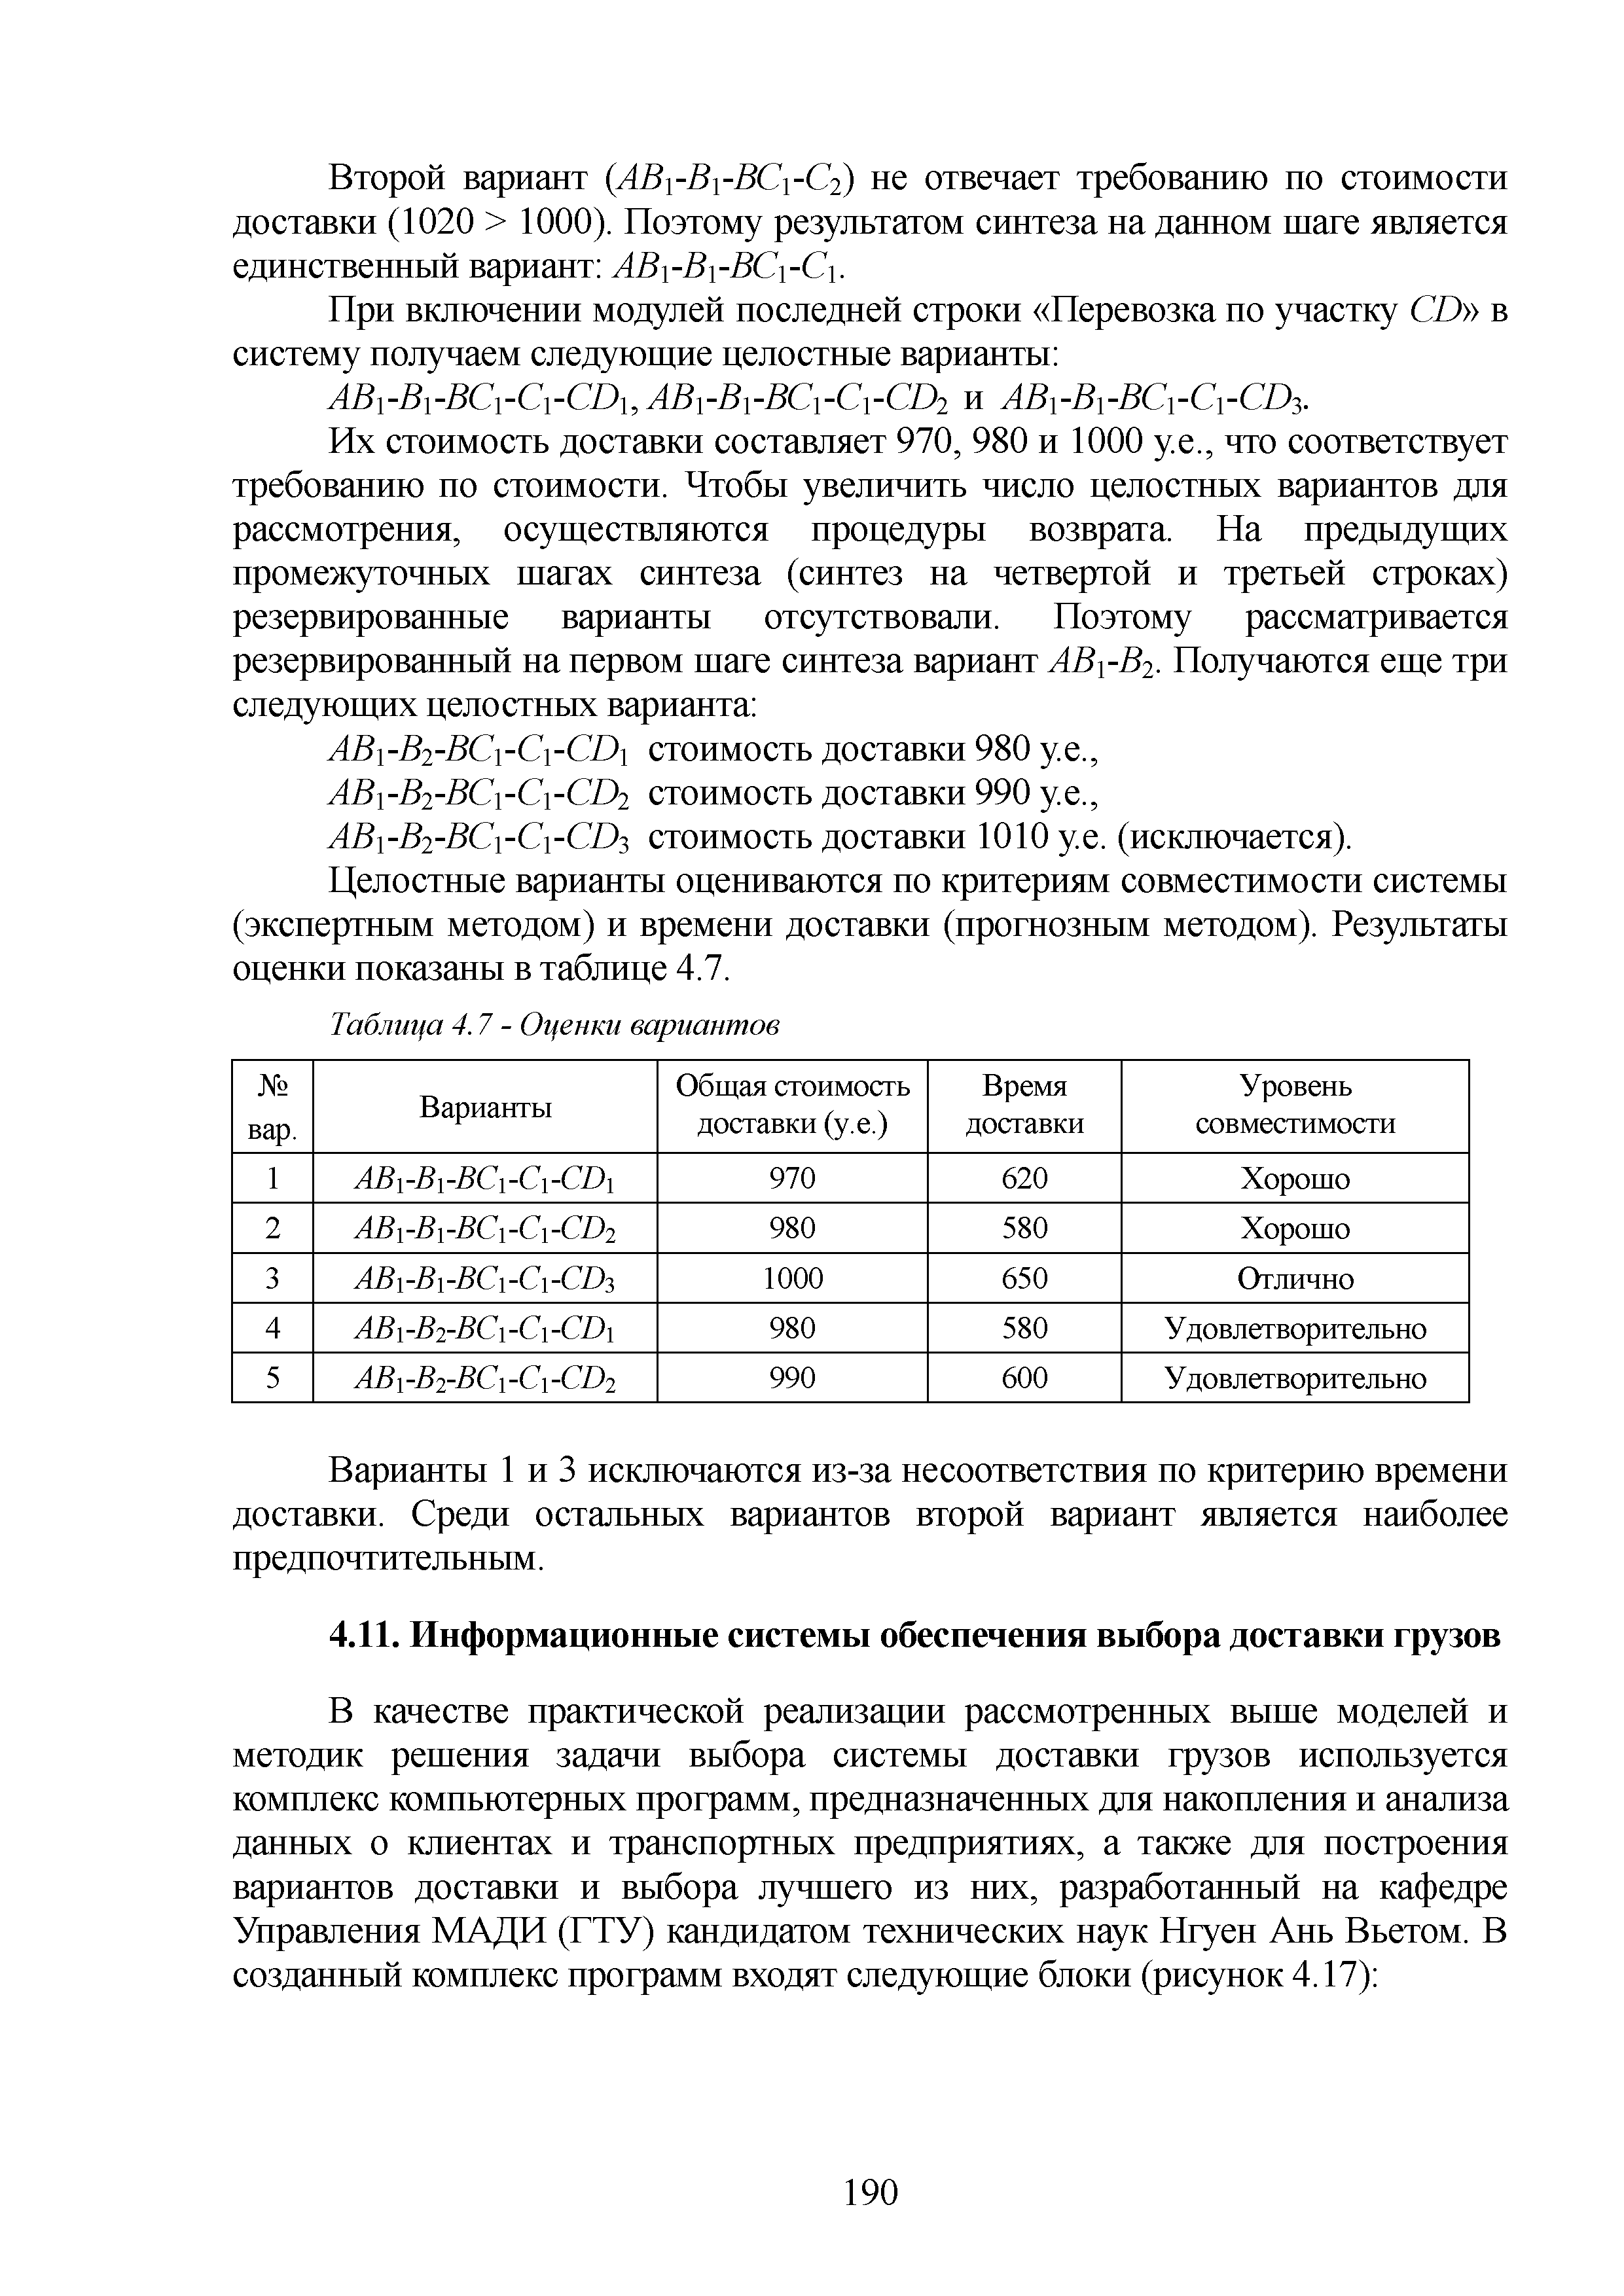 Второй вариант (AB₁-B₁-BC₁-C₂) не отвечает требованию по стоимости
доставки (1020 > 1000). Поэтому результатом синтеза на данном шаге является
единственный вариант: AB₁-B₁-BC₁-C₁.
При включении модулей последней строки «Перевозка по участку CD» в
систему получаем следующие целостные варианты:
AB₁-B₁-BC₁-C₁-CD₁, AB₁-B₁-BC₁-C₁-CD₂ и AB₁-B₁-BC₁-C₁-CD₃.
Их стоимость доставки составляет 970, 980 и 1000 у.е., что соответствует
требованию по стоимости. Чтобы увеличить число целостных вариантов для
рассмотрения, осуществляются процедуры возврата. На предыдущих
промежуточных шагах синтеза (синтез на четвертой и третьей строках)
резервированные варианты отсутствовали. Поэтому рассматривается
резервированный на первом шаге синтеза вариант AB₁-B₂. Получаются еще три
следующих целостных варианта:
AB₁-B₂-BC₁-C₁-CD₁ стоимость доставки 980 у.е.,
AB₁-B₂-BC₁-C₁-CD₂ стоимость доставки 990 у.е.,
AB₁-B₂-BC₁-C₁-CD₃ стоимость доставки 1010 у.е. (исключается).
Целостные варианты оцениваются по критериям совместимости системы
(экспертным методом) и времени доставки (прогнозным методом). Результаты
оценки показаны в таблице 4.7.
Таблица 4.7 - Оценки вариантов
№ вар. Варианты Общая стоимость доставки (у.е.) Время доставки Уровень совместимости
1 AB₁-B₁-BC₁-C₁-CD₁ 970 620 Хорошо
2 AB₁-B₁-BC₁-C₁-CD₂ 980 580 Хорошо
3 AB₁-B₁-BC₁-C₁-CD₃ 1000 650 Отлично
4 AB₁-B₂-BC₁-C₁-CD₁ 980 580 Удовлетворительно
5 AB₁-B₂-BC₁-C₁-CD₂ 990 600 Удовлетворительно
Варианты 1 и 3 исключаются из-за несоответствия по критерию времени
доставки. Среди остальных вариантов второй вариант является наиболее
предпочтительным.
4.11. Информационные системы обеспечения выбора доставки грузов
В качестве практической реализации рассмотренных выше моделей и
методик решения задачи выбора системы доставки грузов используется
комплекс компьютерных программ, предназначенных для накопления и анализа
данных о клиентах и транспортных предприятиях, а также для построения
вариантов доставки и выбора лучшего из них, разработанный на кафедре
Управления МАДИ (ГТУ) кандидатом технических наук Нгуен Ань Вьетом. В
созданный комплекс программ входят следующие блоки (рисунок 4.17):
190